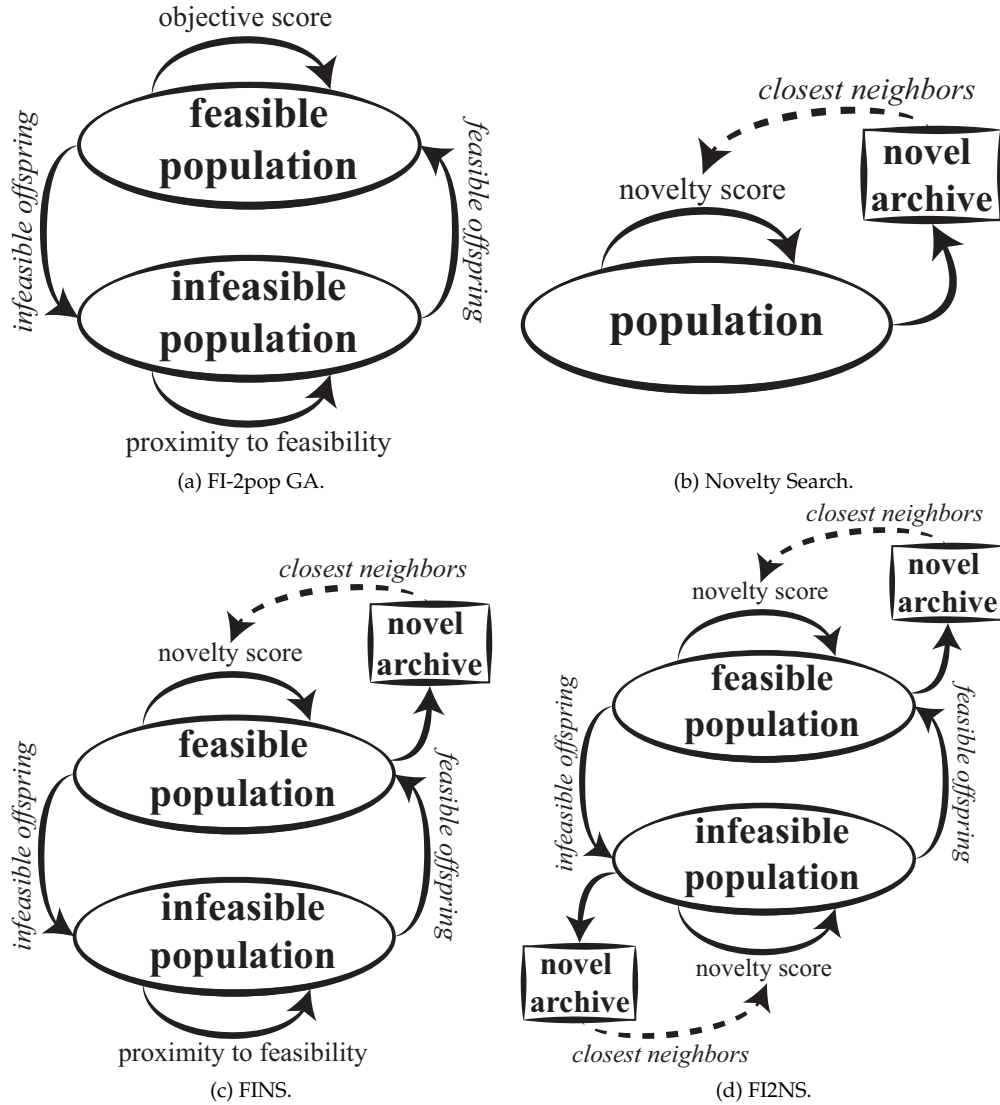 objective score
feasible
population
infeasible offspring
feasible offspring
infeasible
population
proximity to feasibility
(a) FI-2pop GA.
closest neighbors
novel
archive
novelty score
population
(b) Novelty Search.
closest neighbors
novel
archive
novelty score
feasible
population
infeasible offspring
feasible offspring
infeasible
population
proximity to feasibility
(c) FINS.
closest neighbors
novel
archive
novelty score
feasible
population
infeasible offspring
feasible offspring
infeasible
population
novel
archive
novelty score
closest neighbors
(d) FI2NS.